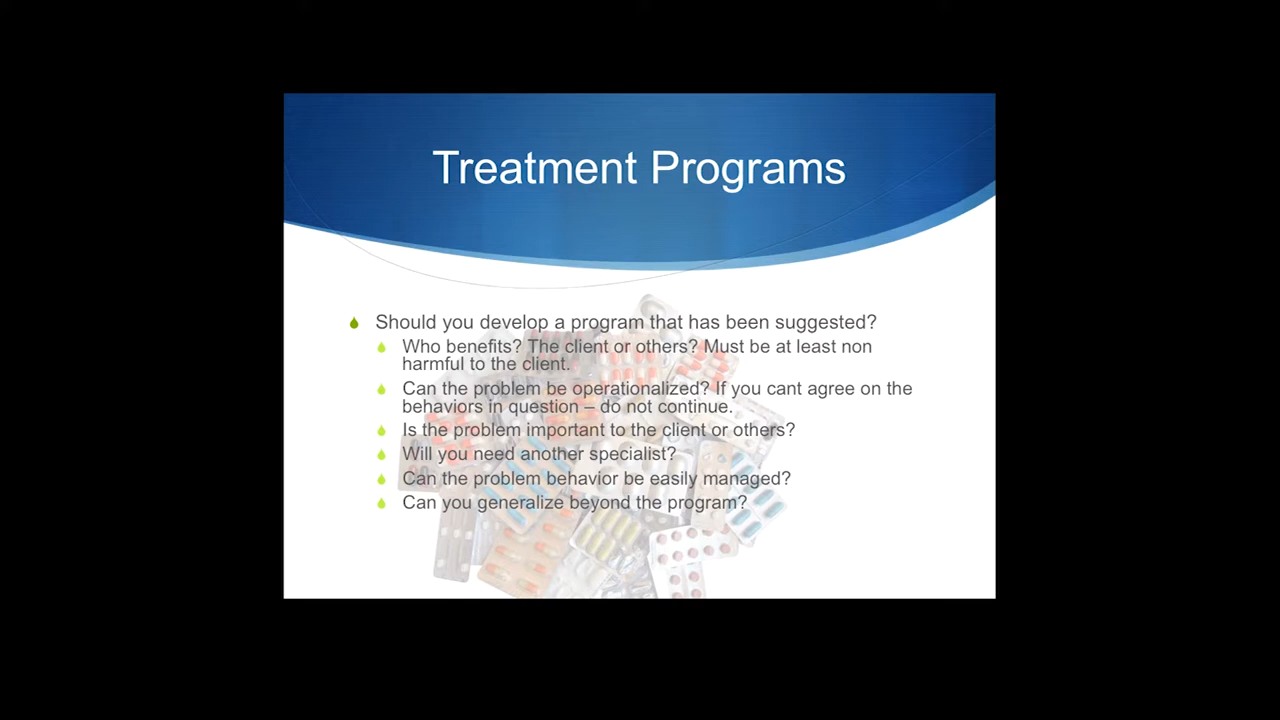 Treatment Programs
Should you develop a program that has been suggested?
Who benefits? The client or others? Must be at least non
harmful to the client.
Can the problem be operationalized? If you cant agree on the
behaviors in question – do not continue.
Is the problem important to the client or others?
Will you need another specialist?
Can the problem behavior be easily managed?
Can you generalize beyond the program?